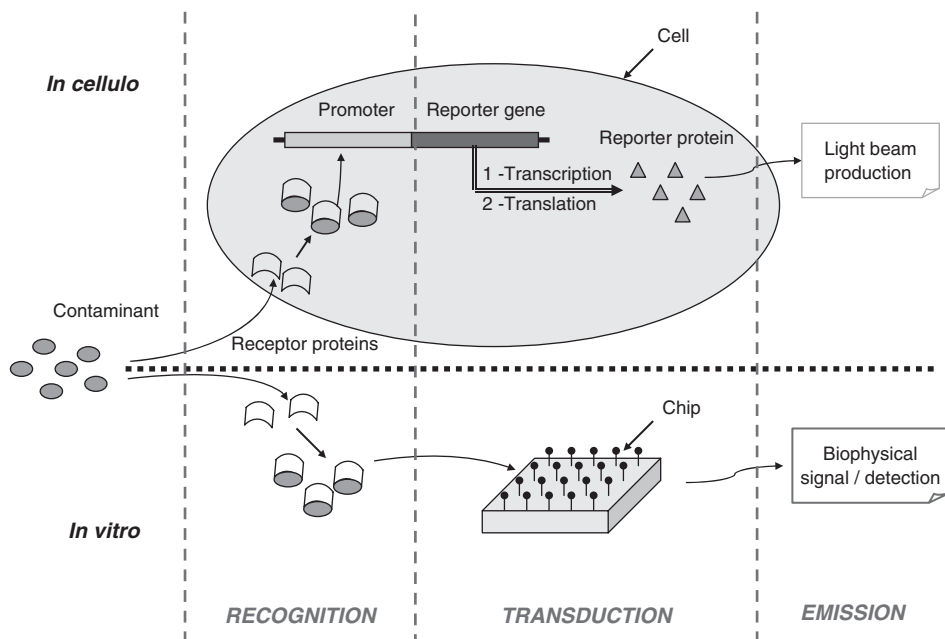 Cell
In cellulo
Promoter
Reporter gene
Reporter protein
1 -Transcription
2 -Translation
Light beam
production
Contaminant
Receptor proteins
Chip
Biophysical
signal / detection
In vitro
RECOGNITION
TRANSDUCTION
EMISSION